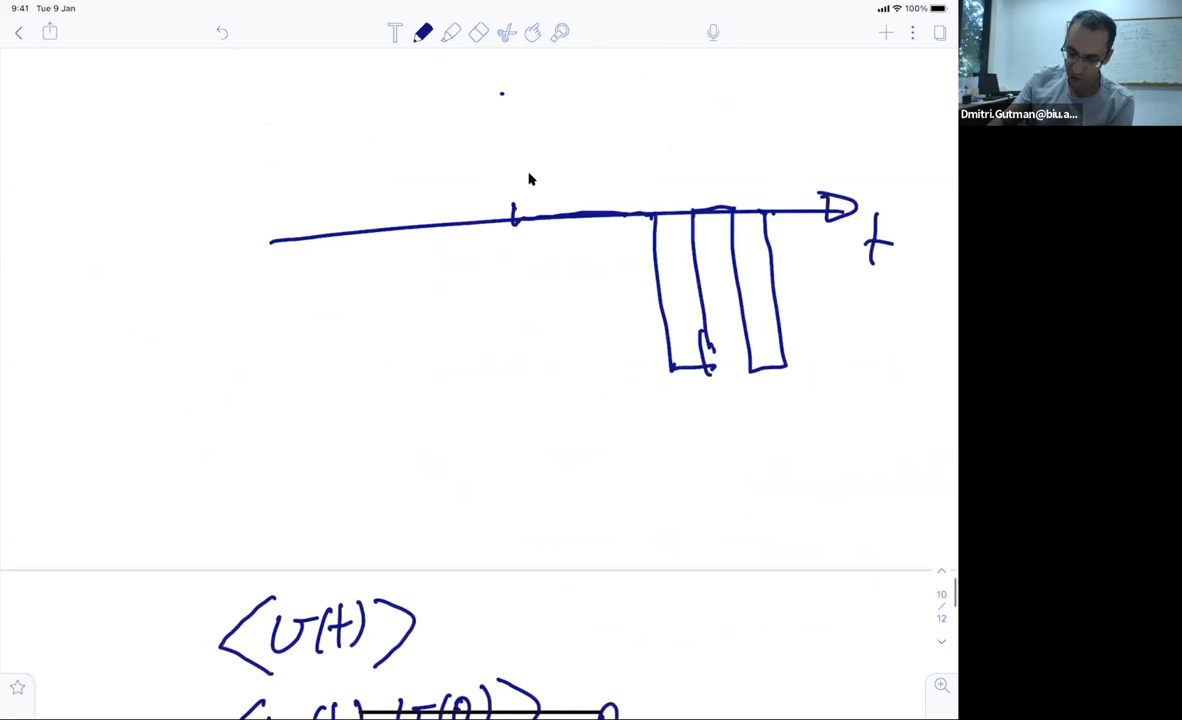 9:41 Tue 9 Jan
100%
Dmitri.Gutman@biu.a...
t
10
/
12
⟨v(t)⟩